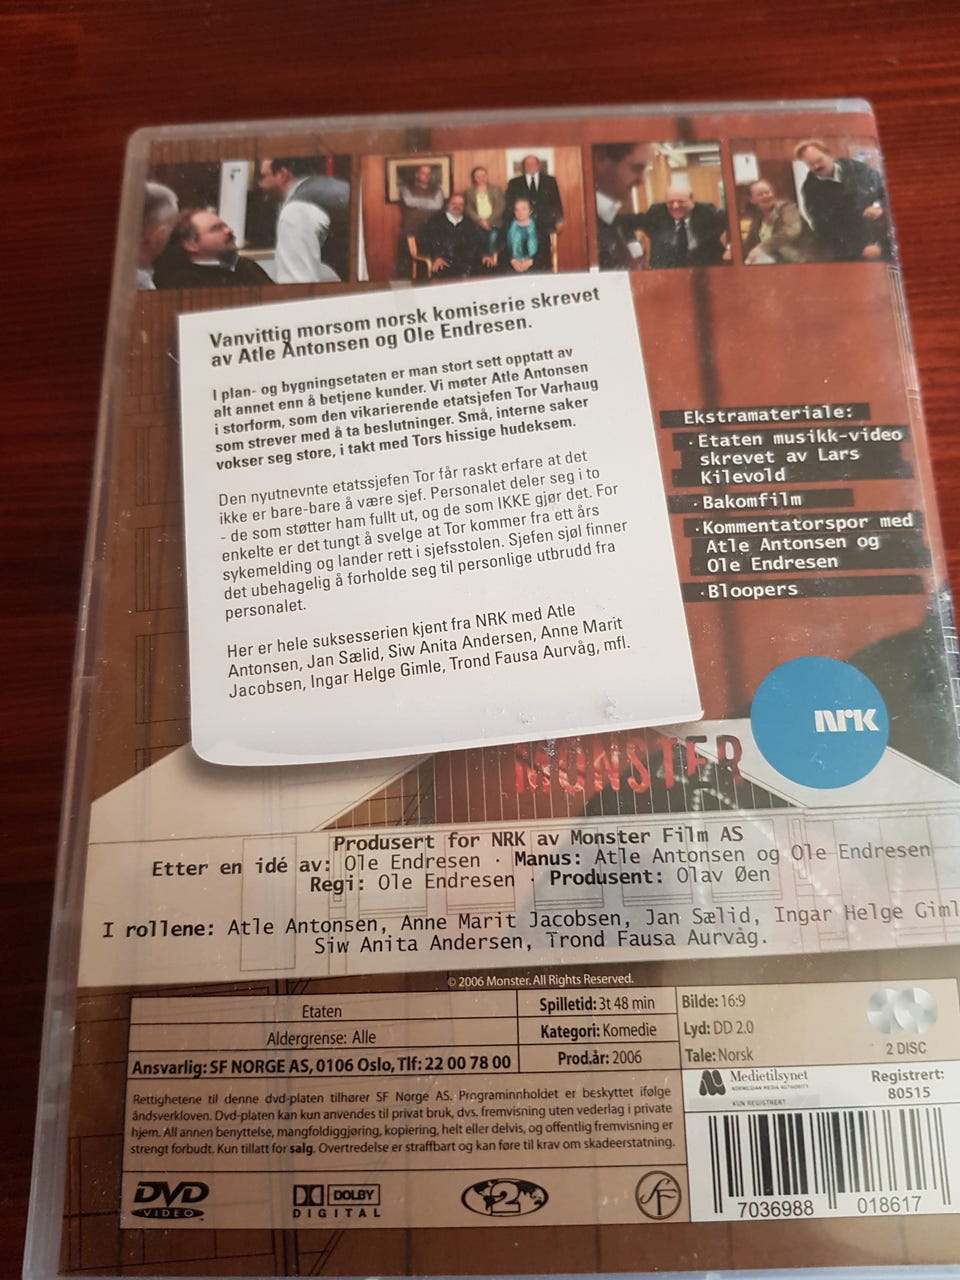 Vanvittig morsom norsk komiserie skrevet
av Atle Antonsen og Ole Endresen.
I plan- og bygningsetaten er man stort sett opptatt av
alt annet enn å betjene kunder. Vi møter Atle Antonsen
i storform, som den vikarierende etatsjefen Tor Varhaug
som strever med å ta beslutninger. Små, interne saker
vokser seg store, i takt med Tors hissige hudeksem.
Den nyutnevnte etatssjefen Tor får raskt erfare at det
ikke er bare-bare å være sjef. Personalet deler seg i to
- de som støtter ham fullt ut, og de som IKKE gjør det. For
enkelte er det tungt å svelge at Tor kommer fra ett års
sykemelding og lander rett i sjefsstolen. Sjefen sjøl finner
det ubehagelig å forholde seg til personlige utbrudd fra
personalet.
Her er hele suksesserien kjent fra NRK med Atle
Antonsen, Jan Sælid, Siw Anita Andersen, Anne Marit
Jacobsen, Ingar Helge Gimle, Trond Fausa Aurvåg, mfl.
Ekstramateriale:
·Etaten musikk-video
skrevet av Lars
Kilevold
·Bakomfilm
·Kommentatorspor med
Atle Antonsen og
Ole Endresen
·Bloopers
NRK
MONSTER
Produsert for NRK av Monster Film AS
Etter en idé av: Ole Endresen · Manus: Atle Antonsen og Ole Endresen
Regi: Ole Endresen · Produsent: Olav Øen
I rollene: Atle Antonsen, Anne Marit Jacobsen, Jan Sælid, Ingar Helge Giml
Siw Anita Andersen, Trond Fausa Aurvåg.
© 2006 Monster. All Rights Reserved.
Etaten
Aldergrense: Alle
Ansvarlig: SF NORGE AS, 0106 Oslo, Tlf: 22 00 78 00
Spilletid: 3t 48 min
Kategori: Komedie
Prod.år: 2006
Bilde: 16:9
Lyd: DD 2.0
Tale: Norsk
2 DISC
Rettighetene til denne dvd-platen tilhører SF Norge AS. Programinnholdet er beskyttet ifølge
åndsverkloven. Dvd-platen kan kun anvendes til privat bruk, dvs. fremvisning uten vederlag i private
hjem. All annen benyttelse, mangfoldiggjøring, kopiering, helt eller delvis, og offentlig fremvisning er
strengt forbudt. Kun tillatt for salg. Overtredelse er straffbart og kan føre til krav om skadeerstatning.
Medietilsynet
NORWEGIAN MEDIA AUTHORITY
KUN REGISTRERT
Registrert:
80515
DVD
VIDEO
DOLBY
DIGITAL
2
SF
7036988 018617